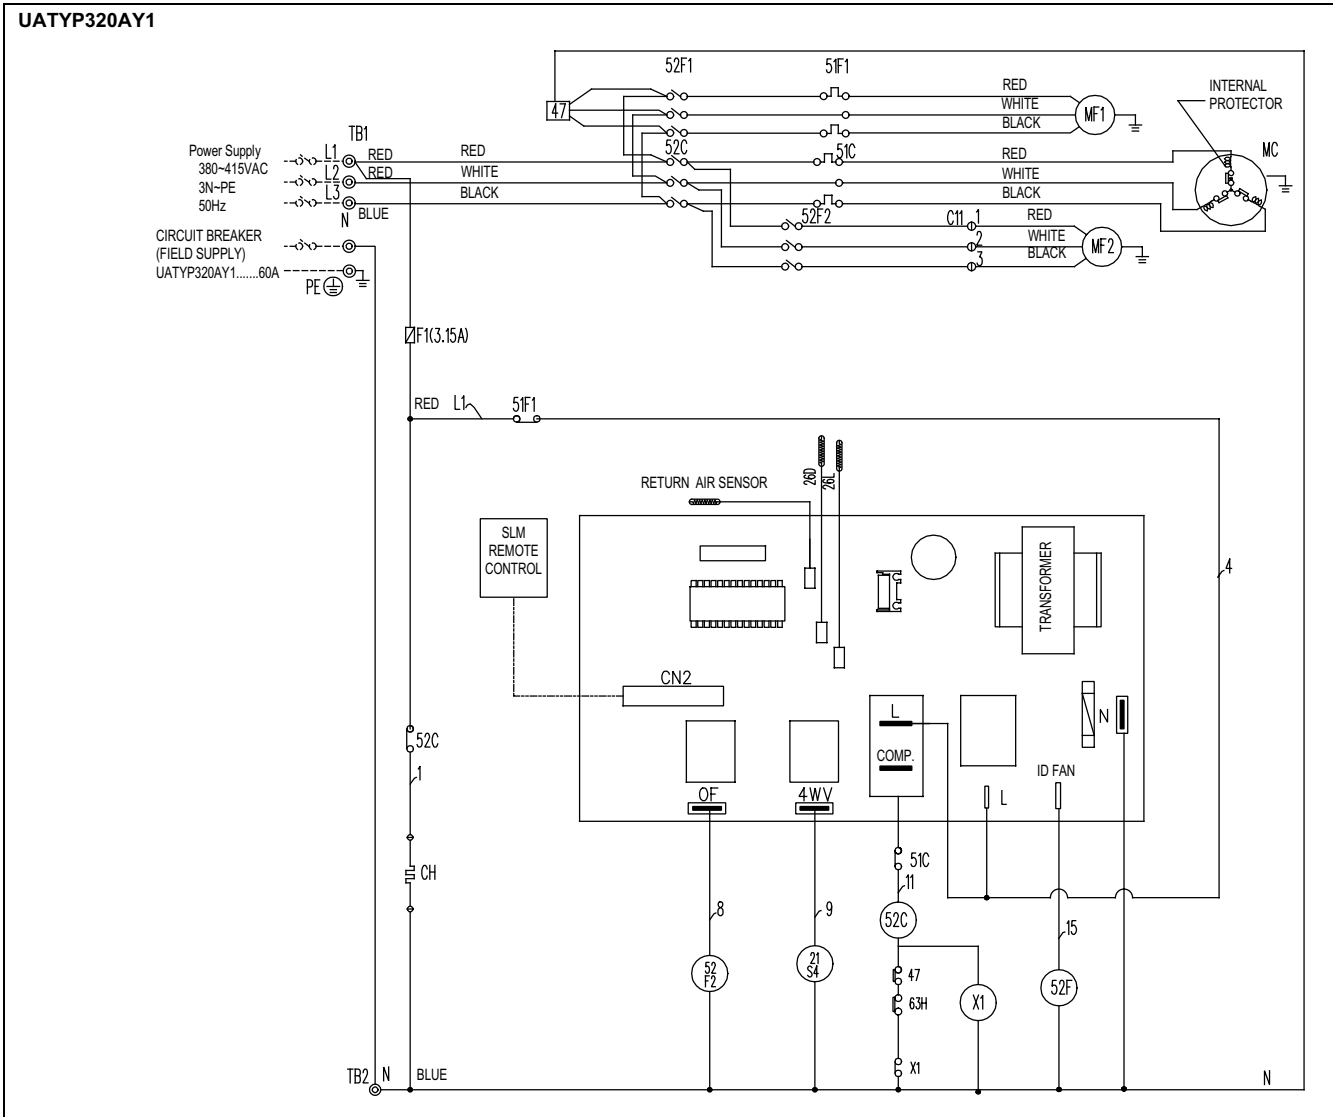 UATYP320AY1
52F1
51F1
RED
WHITE
BLACK
47
MF1
INTERNAL
PROTECTOR
MC
TB1
Power Supply
380~415VAC
3N~PE
50Hz
L1
L2
L3
N
RED
RED
BLUE
RED
WHITE
BLACK
52C
51C
RED
WHITE
BLACK
52F2
C11
1
2
3
RED
WHITE
BLACK
MF2
CIRCUIT BREAKER
(FIELD SUPPLY)
UATYP320AY1.......60A
PE
F1(3.15A)
RED
L1
51F1
RETURN AIR SENSOR
26D
26L
SLM
REMOTE
CONTROL
TRANSFORMER
4
CN2
L
COMP.
N
ID FAN
L
OF
4WV
52C
1
CH
51C
11
52C
8
9
15
52
F2
21
S4
47
63H
X1
52F
X1
TB2
N
BLUE
N